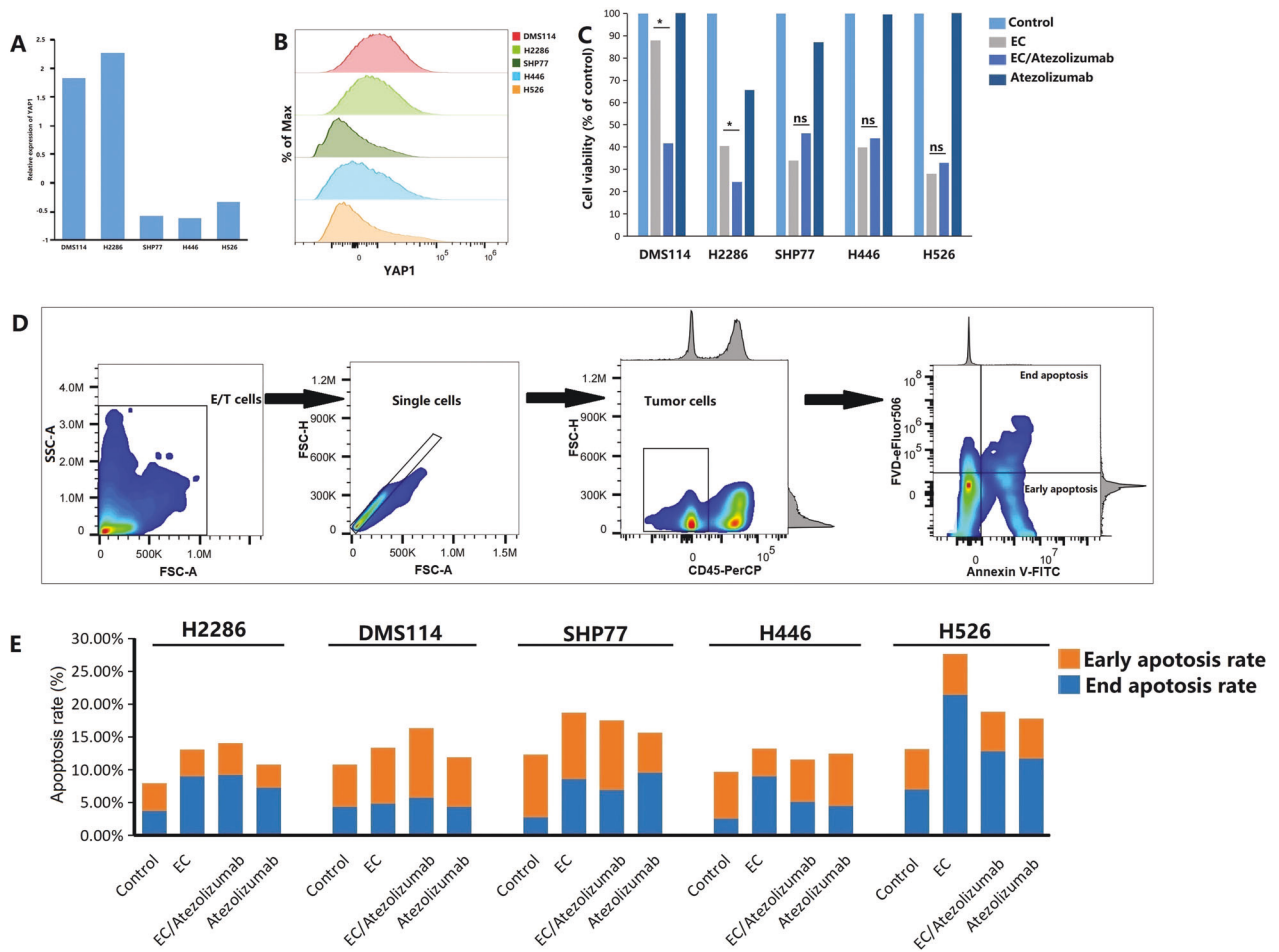 A
Relative expression of YAP1
2.5
2
1.5
1
0.5
0
-0.5
-1
DMS114 H2286 SHP77 H446 H526
B
% of Max
0 10⁵ 10⁶
YAP1
DMS114
H2286
SHP77
H446
H526
C
Cell viability (% of control)
100
90
80
70
60
50
40
30
20
10
0
* * ns ns ns
DMS114 H2286 SHP77 H446 H526
Control
EC
EC/Atezolizumab
Atezolizumab
D
SSC-A
4.0M
3.0M
2.0M
1.0M
0
E/T cells
0 500K 1.0M
FSC-A
FSC-H
1.2M
900K
600K
300K
0
Single cells
0 500K 1.0M 1.5M
FSC-A
FSC-H
1.2M
900K
600K
300K
0
Tumor cells
0 10⁵
CD45-PerCP
FVD-eFluor506
10⁸
10⁶
10⁵
0
End apoptosis
Early apoptosis
0 10⁷
Annexin V-FITC
E
Apoptosis rate (%)
30.00%
25.00%
20.00%
15.00%
10.00%
5.00%
0.00%
H2286 DMS114 SHP77 H446 H526
Control EC EC/Atezolizumab Atezolizumab
Control EC EC/Atezolizumab Atezolizumab
Control EC EC/Atezolizumab Atezolizumab
Control EC EC/Atezolizumab Atezolizumab
Control EC EC/Atezolizumab Atezolizumab
Early apotosis rate
End apotosis rate